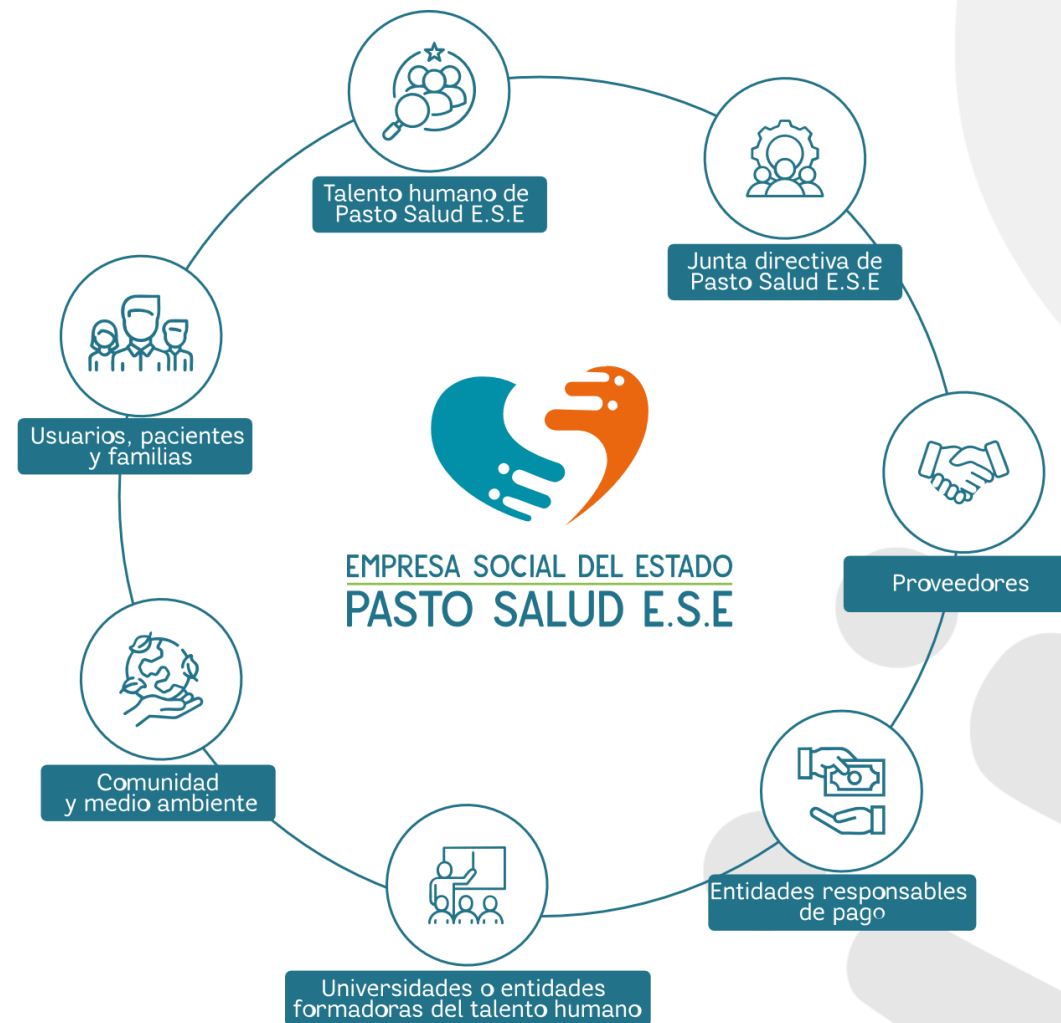 Talento humano de
Pasto Salud E.S.E
Junta directiva de
Pasto Salud E.S.E
Usuarios, pacientes
y familias
EMPRESA SOCIAL DEL ESTADO
PASTO SALUD E.S.E
Proveedores
Comunidad
y medio ambiente
Entidades responsables
de pago
Universidades o entidades
formadoras del talento humano